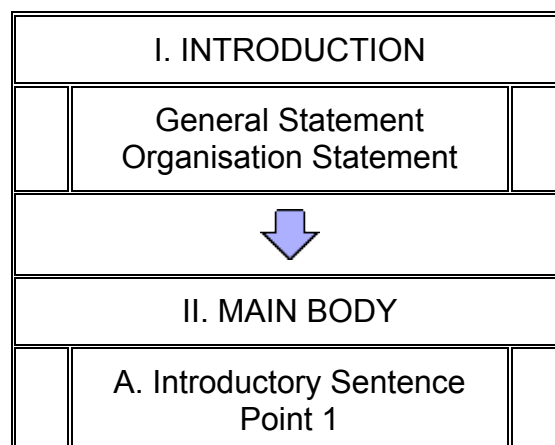 I. INTRODUCTION
General Statement
Organisation Statement
II. MAIN BODY
A. Introductory Sentence
Point 1